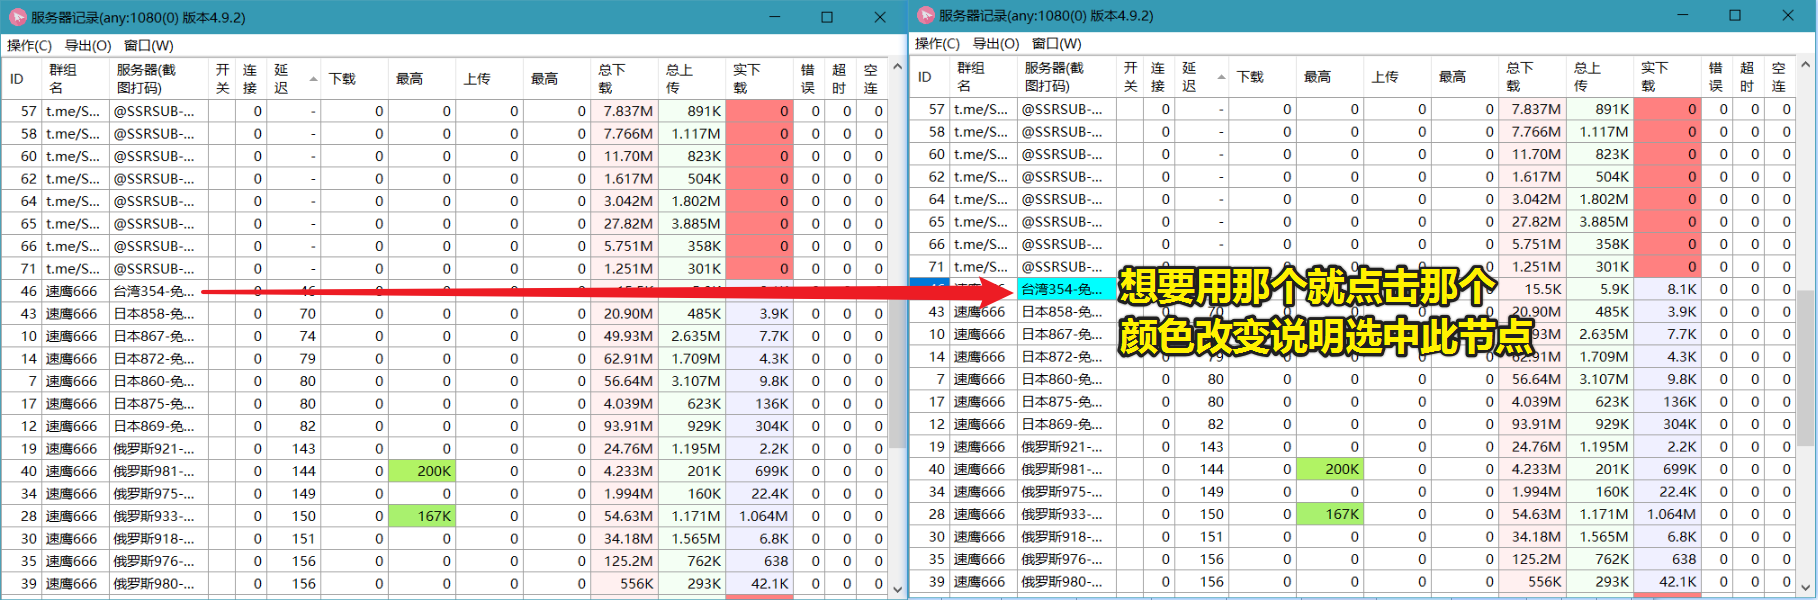 服务器记录(any:1080(0) 版本4.9.2)
操作(C) 导出(O) 窗口(W)
ID 群组名 服务器(截图打码) 开关 连接 延迟 下载 最高 上传 最高 总下载 总上传 实下载 错误 超时 空连
57 t.me/S... @SSRSUB-... 0 - 0 0 0 0 7.837M 891K 0 0 0 0
58 t.me/S... @SSRSUB-... 0 - 0 0 0 0 7.766M 1.117M 0 0 0 0
60 t.me/S... @SSRSUB-... 0 - 0 0 0 0 11.70M 823K 0 0 0 0
62 t.me/S... @SSRSUB-... 0 - 0 0 0 0 1.617M 504K 0 0 0 0
64 t.me/S... @SSRSUB-... 0 - 0 0 0 0 3.042M 1.802M 0 0 0 0
65 t.me/S... @SSRSUB-... 0 - 0 0 0 0 27.82M 3.885M 0 0 0 0
66 t.me/S... @SSRSUB-... 0 - 0 0 0 0 5.751M 358K 0 0 0 0
71 t.me/S... @SSRSUB-... 0 - 0 0 0 0 1.251M 301K 0 0 0 0
46 速鹰666 台湾354-免... 46 0 0 0
43 速鹰666 日本858-免... 0 70 0 0 0 0 20.90M 485K 3.9K 0 0 0
10 速鹰666 日本867-免... 0 74 0 0 0 0 49.93M 2.635M 7.7K 0 0 0
14 速鹰666 日本872-免... 0 79 0 0 0 0 62.91M 1.709M 4.3K 0 0 0
7 速鹰666 日本860-免... 0 80 0 0 0 0 56.64M 3.107M 9.8K 0 0 0
17 速鹰666 日本875-免... 0 80 0 0 0 0 4.039M 623K 136K 0 0 0
12 速鹰666 日本869-免... 0 82 0 0 0 0 93.91M 929K 304K 0 0 0
19 速鹰666 俄罗斯921-... 0 143 0 0 0 0 24.76M 1.195M 2.2K 0 0 0
40 速鹰666 俄罗斯981-... 0 144 0 200K 0 0 4.233M 201K 699K 0 0 0
34 速鹰666 俄罗斯975-... 0 149 0 0 0 0 1.994M 160K 22.4K 0 0 0
28 速鹰666 俄罗斯933-... 0 150 0 167K 0 0 54.63M 1.171M 1.064M 0 0 0
30 速鹰666 俄罗斯918-... 0 151 0 0 0 0 34.18M 1.565M 6.8K 0 0 0
35 速鹰666 俄罗斯976-... 0 156 0 0 0 0 125.2M 762K 638 0 0 0
39 速鹰666 俄罗斯980-... 0 156 0 0 0 0 556K 293K 42.1K 0 0 0
服务器记录(any:1080(0) 版本4.9.2)
操作(C) 导出(O) 窗口(W)
ID 群组名 服务器(截图打码) 开关 连接 延迟 下载 最高 上传 最高 总下载 总上传 实下载 错误 超时 空连
57 t.me/S... @SSRSUB-... 0 - 0 0 0 0 7.837M 891K 0 0 0 0
58 t.me/S... @SSRSUB-... 0 - 0 0 0 0 7.766M 1.117M 0 0 0 0
60 t.me/S... @SSRSUB-... 0 - 0 0 0 0 11.70M 823K 0 0 0 0
62 t.me/S... @SSRSUB-... 0 - 0 0 0 0 1.617M 504K 0 0 0 0
64 t.me/S... @SSRSUB-... 0 - 0 0 0 0 3.042M 1.802M 0 0 0 0
65 t.me/S... @SSRSUB-... 0 - 0 0 0 0 27.82M 3.885M 0 0 0 0
66 t.me/S... @SSRSUB-... 0 - 0 0 0 0 5.751M 358K 0 0 0 0
71 t.me/S... @SSRSUB-... 0 - 0 0 0 0 1.251M 301K 0 0 0 0
台湾354-免... 15.5K 5.9K 8.1K 0 0 0
想要用那个就点击那个
43 速鹰666 日本858-免... 20.90M 485K 3.9K 0 0 0
10 速鹰666 日本867-免... 2.635M 7.7K 0 0 0
颜色改变说明选中此节点
14 速鹰666 日本872-免... 0 79 0 0 0 0 62.91M 1.709M 4.3K 0 0 0
7 速鹰666 日本860-免... 0 80 0 0 0 0 56.64M 3.107M 9.8K 0 0 0
17 速鹰666 日本875-免... 0 80 0 0 0 0 4.039M 623K 136K 0 0 0
12 速鹰666 日本869-免... 0 82 0 0 0 0 93.91M 929K 304K 0 0 0
19 速鹰666 俄罗斯921-... 0 143 0 0 0 0 24.76M 1.195M 2.2K 0 0 0
40 速鹰666 俄罗斯981-... 0 144 0 200K 0 0 4.233M 201K 699K 0 0 0
34 速鹰666 俄罗斯975-... 0 149 0 0 0 0 1.994M 160K 22.4K 0 0 0
28 速鹰666 俄罗斯933-... 0 150 0 167K 0 0 54.63M 1.171M 1.064M 0 0 0
30 速鹰666 俄罗斯918-... 0 151 0 0 0 0 34.18M 1.565M 6.8K 0 0 0
35 速鹰666 俄罗斯976-... 0 156 0 0 0 0 125.2M 762K 638 0 0 0
39 速鹰666 俄罗斯980-... 0 156 0 0 0 0 556K 293K 42.1K 0 0 0